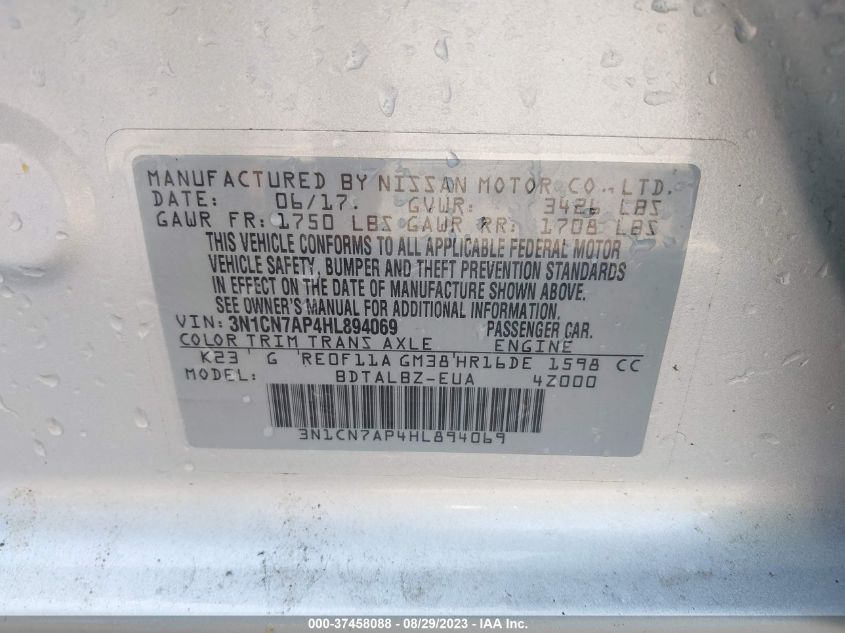 MANUFACTURED BY NISSAN MOTOR CO., LTD.
DATE: 06/17 GVWR: 3426 LBS
GAWR FR: 1750 LBS GAWR RR: 1708 LBS
THIS VEHICLE CONFORMS TO ALL APPLICABLE FEDERAL MOTOR
VEHICLE SAFETY, BUMPER AND THEFT PREVENTION STANDARDS
IN EFFECT ON THE DATE OF MANUFACTURE SHOWN ABOVE.
SEE OWNER'S MANUAL FOR ADDITIONAL INFORMATION.
VIN: 3N1CN7AP4HL894069 PASSENGER CAR.
COLOR TRIM TRANS AXLE ENGINE
K23 G RE0F11A GM38 HR16DE 1598 CC
MODEL: BDTALBZ-EUA 4Z000
3N1CN7AP4HL894069
000-37458088 - 08/29/2023 - IAA Inc.